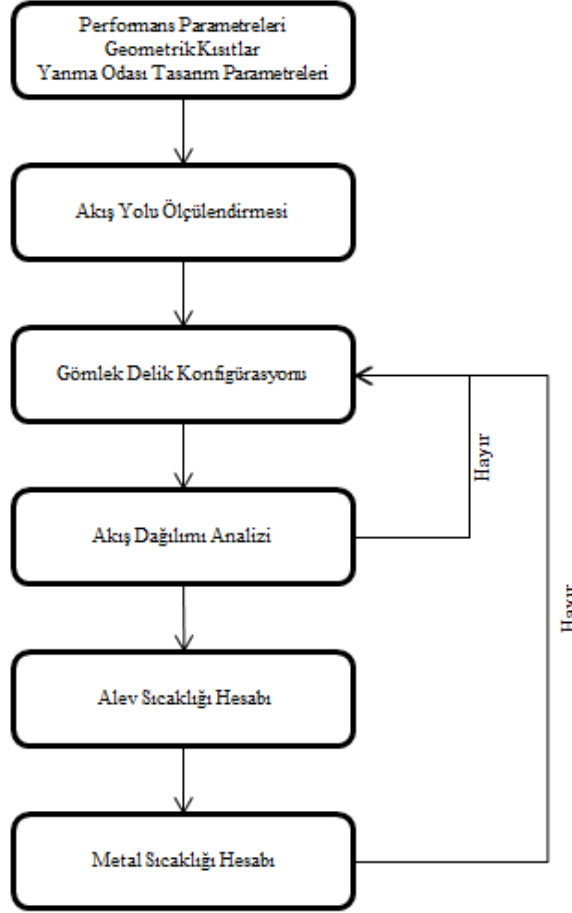 Performans Parametreleri
Geometrik Kısıtlar
Yanma Odası Tasarım Parametreleri
Akış Yolu Ölçülendirmesi
Gömlek Delik Konfigürasyonu
Hayır
Akış Dağılımı Analizi
Hayır
Alev Sıcaklığı Hesabı
Metal Sıcaklığı Hesabı